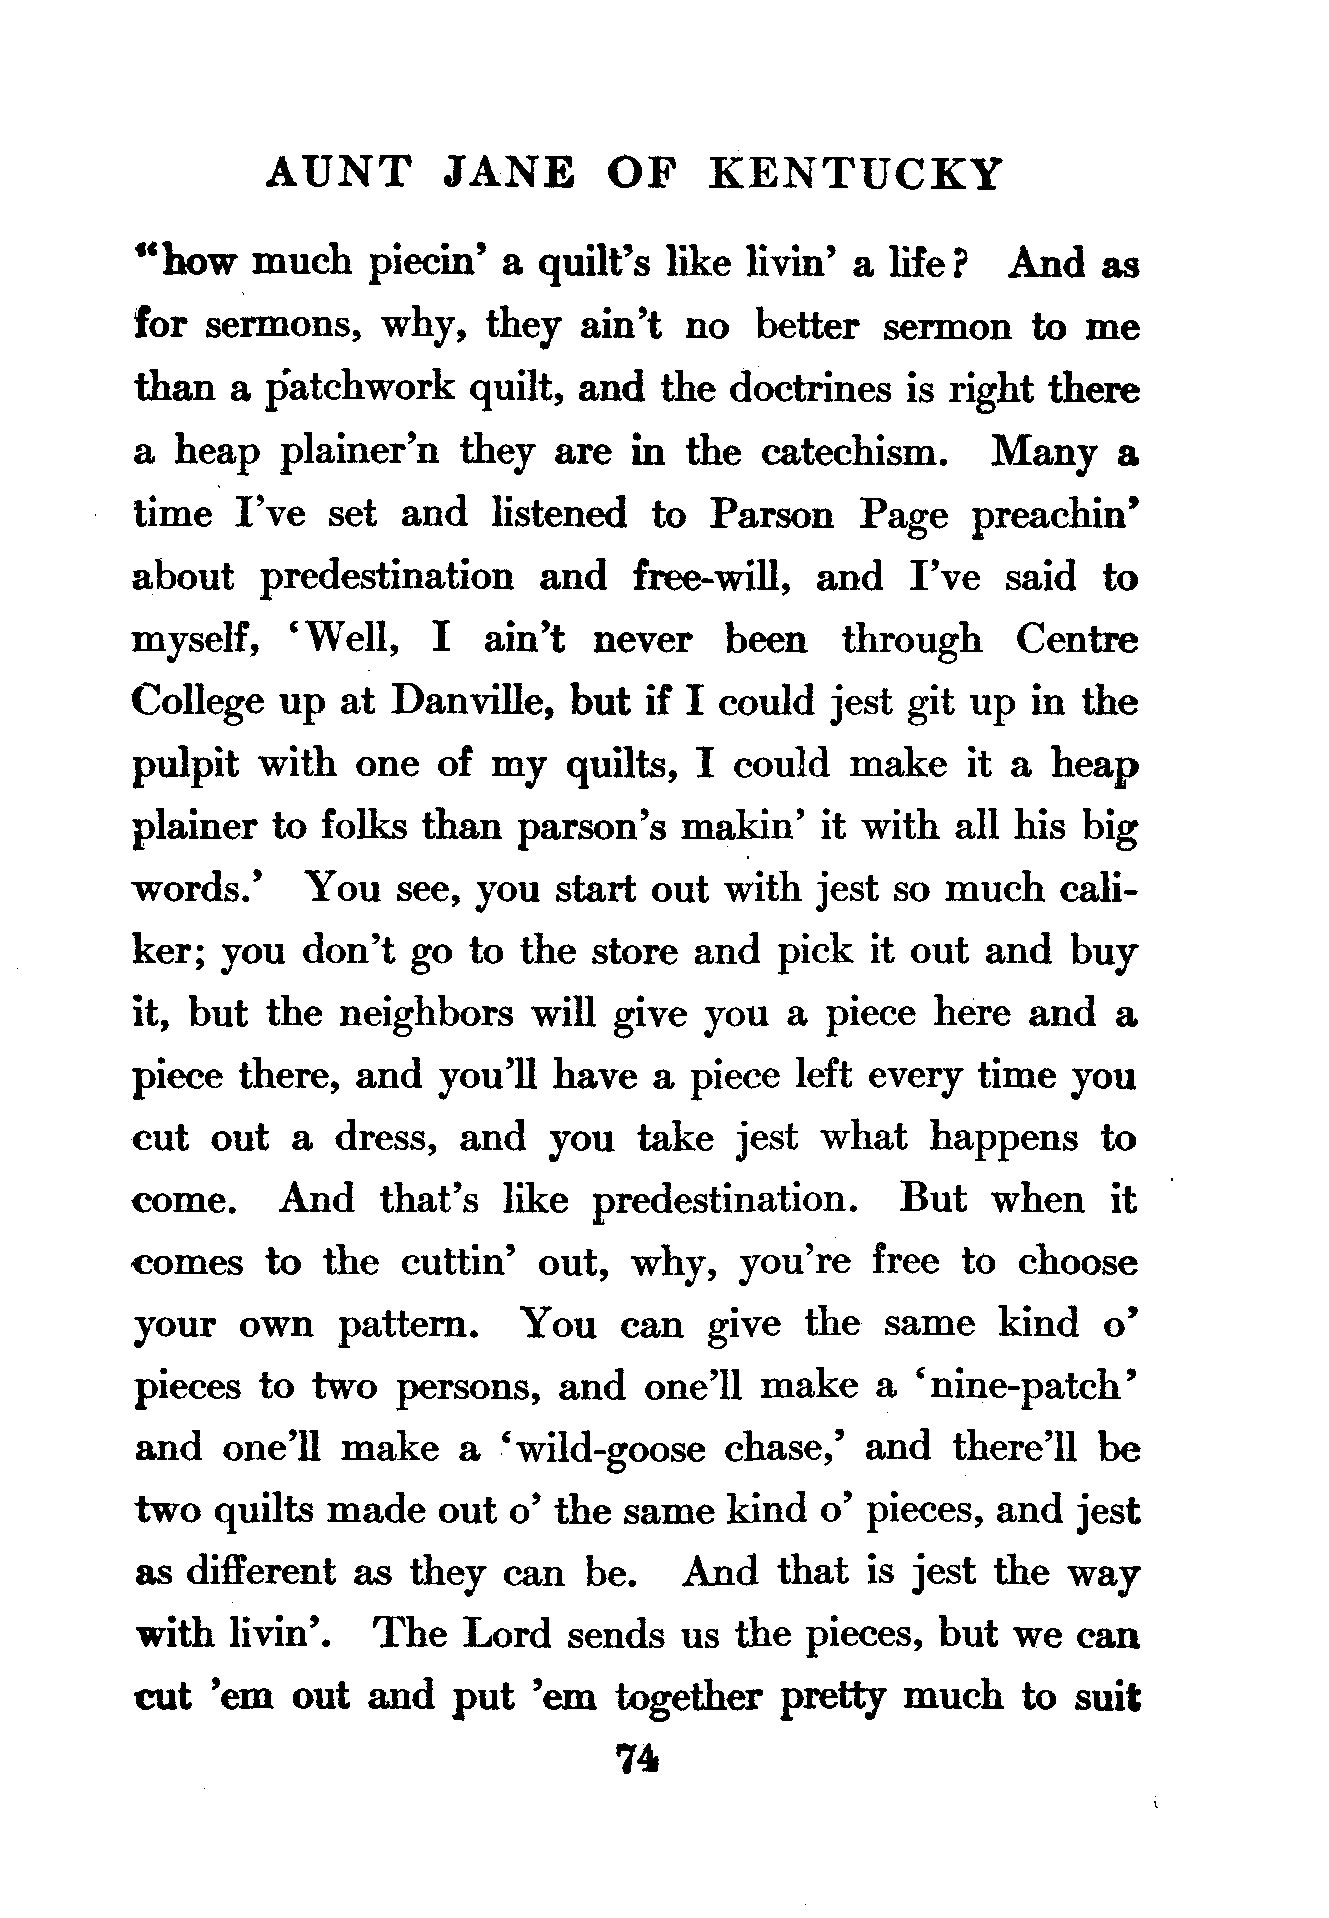 AUNT JANE OF KENTUCKY
“how much piecin’ a quilt’s like livin’ a life? And as
for sermons, why, they ain’t no better sermon to me
than a patchwork quilt, and the doctrines is right there
a heap plainer’n they are in the catechism. Many a
time I’ve set and listened to Parson Page preachin’
about predestination and free-will, and I’ve said to
myself, ‘Well, I ain’t never been through Centre
College up at Danville, but if I could jest git up in the
pulpit with one of my quilts, I could make it a heap
plainer to folks than parson’s makin’ it with all his big
words.’ You see, you start out with jest so much cali-
ker; you don’t go to the store and pick it out and buy
it, but the neighbors will give you a piece here and a
piece there, and you’ll have a piece left every time you
cut out a dress, and you take jest what happens to
come. And that’s like predestination. But when it
comes to the cuttin’ out, why, you’re free to choose
your own pattern. You can give the same kind o’
pieces to two persons, and one’ll make a ‘nine-patch’
and one’ll make a ‘wild-goose chase,’ and there’ll be
two quilts made out o’ the same kind o’ pieces, and jest
as different as they can be. And that is jest the way
with livin’. The Lord sends us the pieces, but we can
cut ’em out and put ’em together pretty much to suit
74